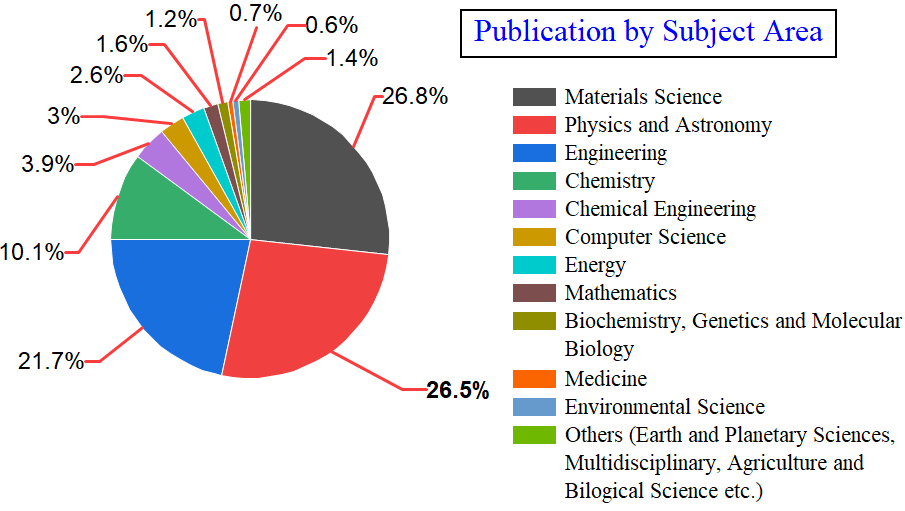 Publication by Subject Area
0.7%
1.2%
0.6%
1.6%
1.4%
2.6%
26.8%
3%
3.9%
10.1%
21.7%
26.5%
Materials Science
Physics and Astronomy
Engineering
Chemistry
Chemical Engineering
Computer Science
Energy
Mathematics
Biochemistry, Genetics and Molecular
Biology
Medicine
Environmental Science
Others (Earth and Planetary Sciences,
Multidisciplinary, Agriculture and
Bilogical Science etc.)